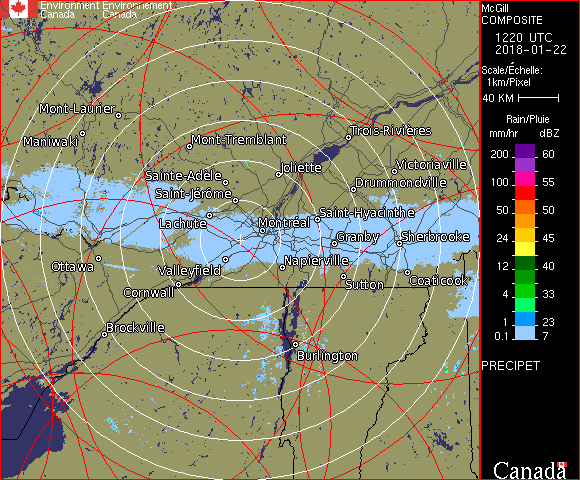 Environment Environnement
Canada Canada
McGill
COMPOSITE
1220 UTC
2018-01-22
Scale/Échelle:
1km/Pixel
40 KM
Rain/Pluie
mm/hr dBZ
200 60
150 55
100 55
50 50
24 45
12 40
4 33
1 23
0.1 7
PRECIPET
Mont-Laurier
Maniwaki
Mont-Tremblant
Trois-Rivières
Joliette
Victoriaville
Sainte-Adèle
Drummondville
Saint-Jérôme
Lachute
Montréal
Saint-Hyacinthe
Granby
Sherbrooke
Ottawa
Valleyfield
Napierville
Cornwall
Sutton
Coaticook
Brockville
Burlington
Canada